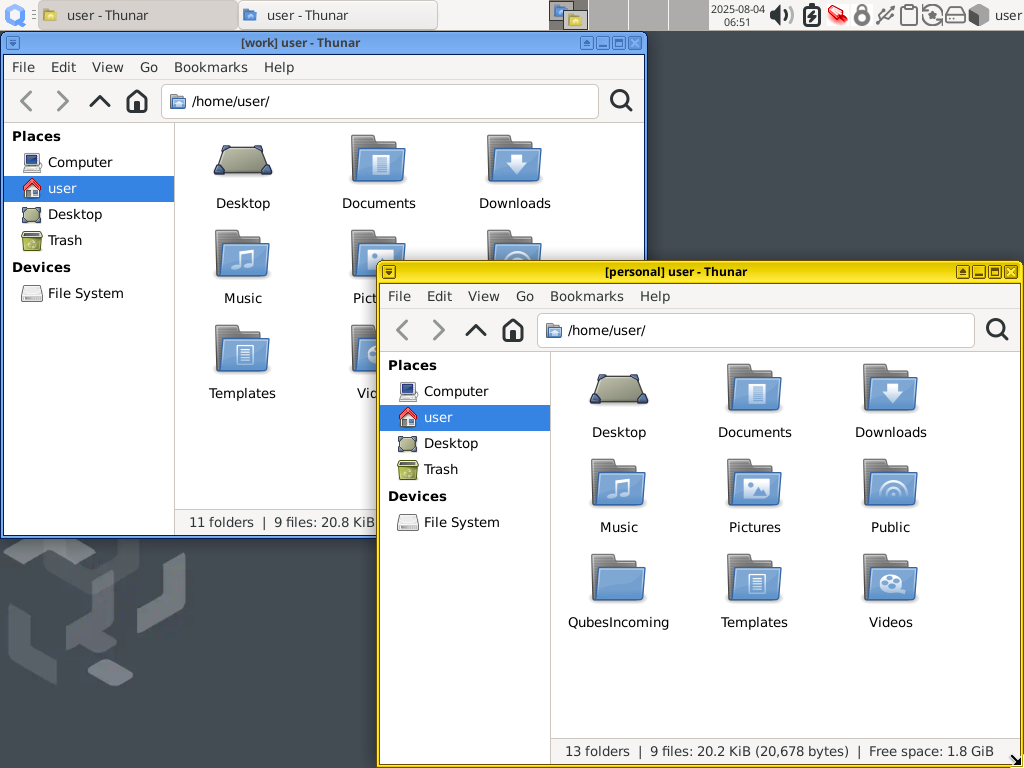 user - Thunar
user - Thunar
2025-08-04
06:51
user
[work] user - Thunar
File Edit View Go Bookmarks Help
/home/user/
Places
Computer
user
Desktop
Trash
Devices
File System
Desktop
Documents
Downloads
Music
Templates
11 folders | 9 files: 20.8 KiB
[personal] user - Thunar
File Edit View Go Bookmarks Help
/home/user/
Places
Computer
user
Desktop
Trash
Devices
File System
Desktop
Documents
Downloads
Music
Pictures
Public
QubesIncoming
Templates
Videos
13 folders | 9 files: 20.2 KiB (20,678 bytes) | Free space: 1.8 GiB